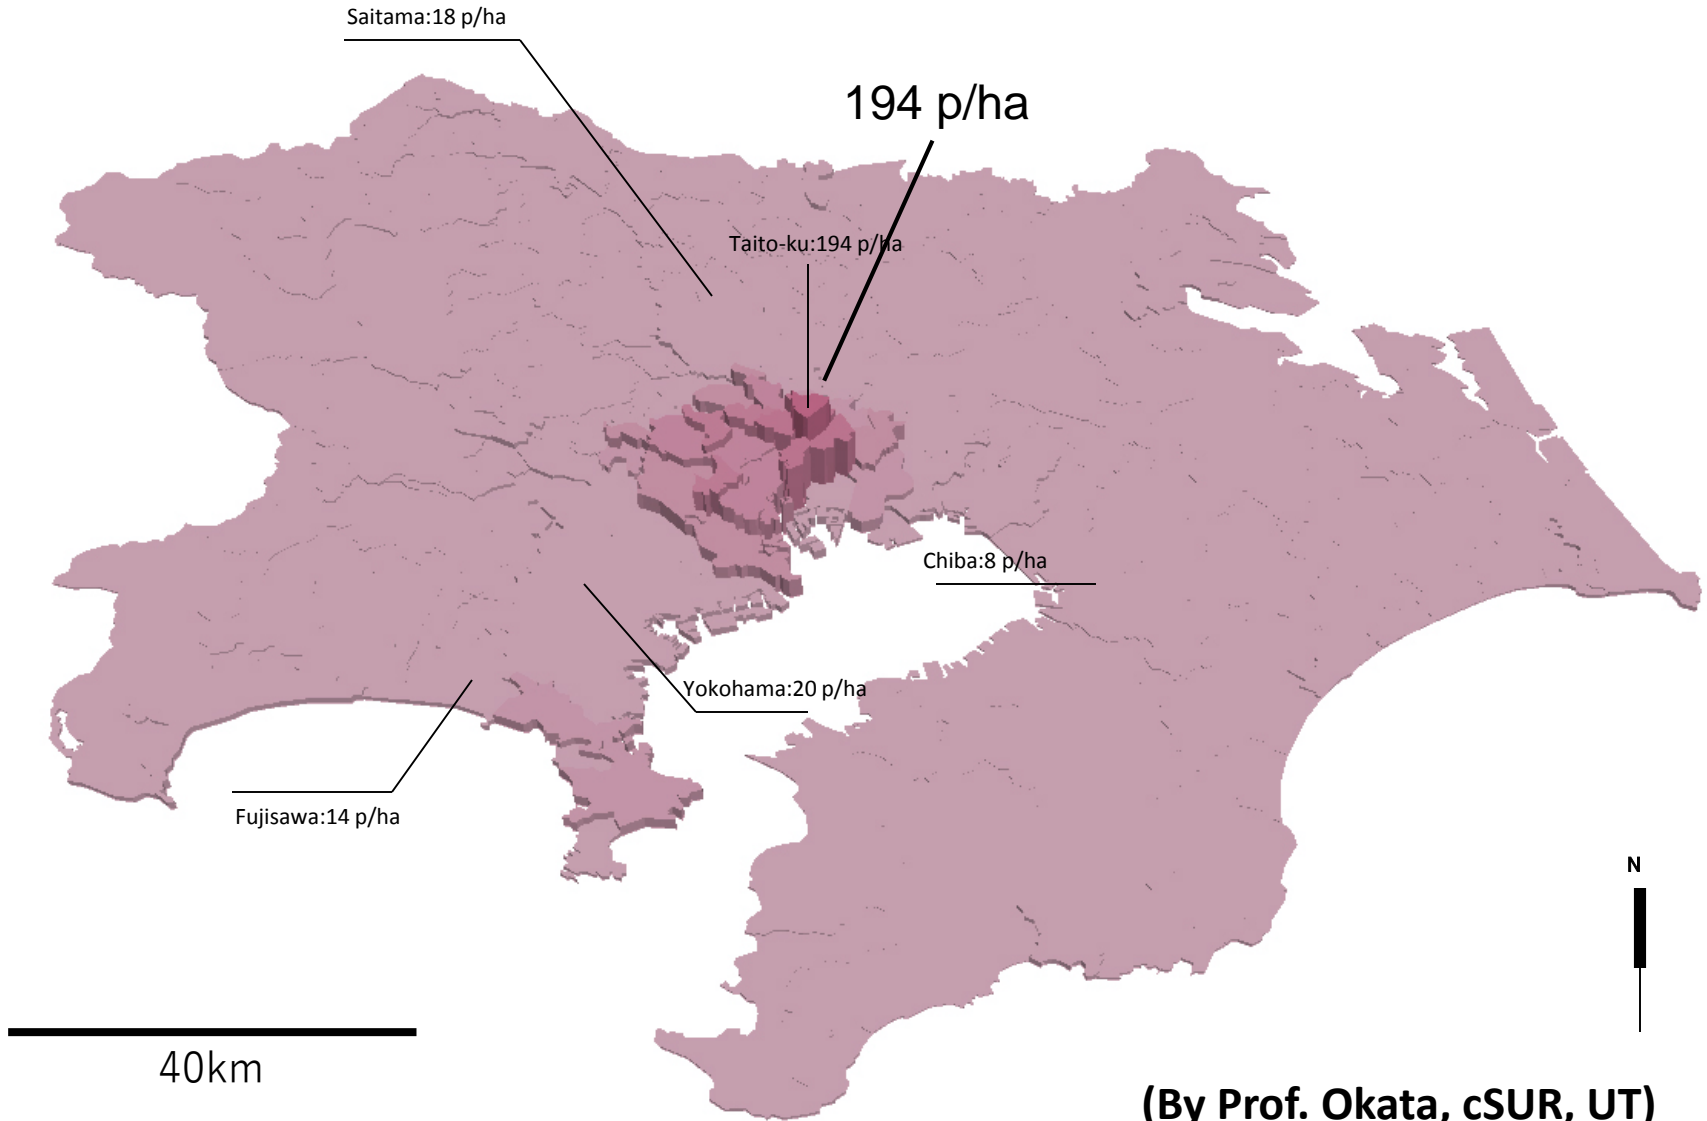 Saitama:18 p/ha
194 p/ha
Taito-ku:194 p/ha
Chiba:8 p/ha
Yokohama:20 p/ha
Fujisawa:14 p/ha
N
40km
(By Prof. Okata, cSUR, UT)